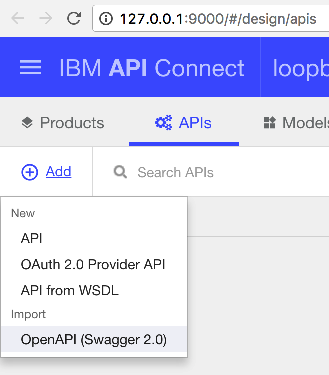 127.0.0.1:9000/#/design/apis
IBM API Connect loopb
Products APIs Models
Add Search APIs
New
API
OAuth 2.0 Provider API
API from WSDL
Import
OpenAPI (Swagger 2.0)